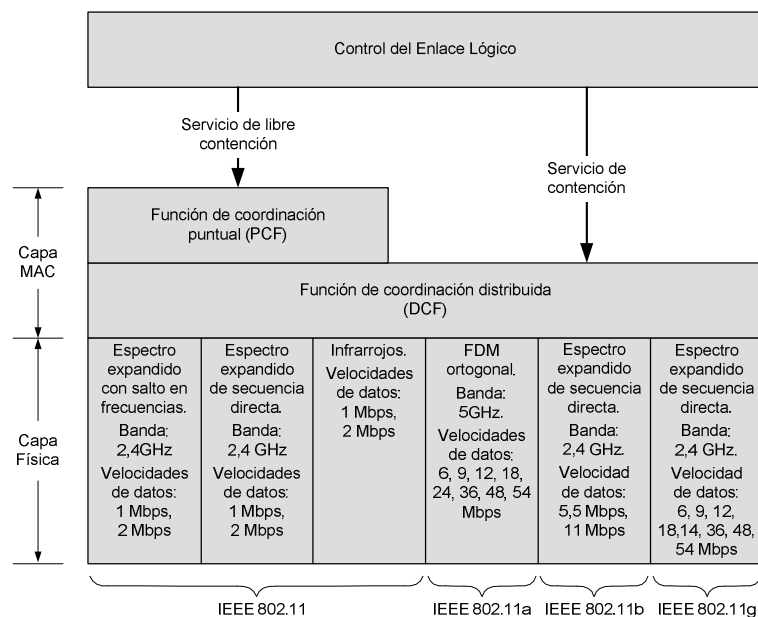 Control del Enlace Lógico
Servicio de libre
contención
Servicio de
contención
Función de coordinación
puntual (PCF)
Capa
MAC
Función de coordinación distribuida
(DCF)
Capa
Física
Espectro
expandido
con salto en
frecuencias.
Banda:
2,4GHz
Velocidades
de datos:
1 Mbps,
2 Mbps
Espectro
expandido
de secuencia
directa.
Banda:
2,4 GHz
Velocidades
de datos:
1 Mbps,
2 Mbps
Infrarrojos.
Velocidades
de datos:
1 Mbps,
2 Mbps
FDM
ortogonal.
Banda:
5GHz.
Velocidades
de datos:
6, 9, 12, 18,
24, 36, 48, 54
Mbps
Espectro
expandido
de secuencia
directa.
Banda:
2,4 GHz.
Velocidad
de datos:
5,5 Mbps,
11 Mbps
Espectro
expandido
de secuencia
directa.
Banda:
2,4 GHz.
Velocidad
de datos:
6, 9, 12,
18,14, 36, 48,
54 Mbps
IEEE 802.11
IEEE 802.11a
IEEE 802.11b
IEEE 802.11g